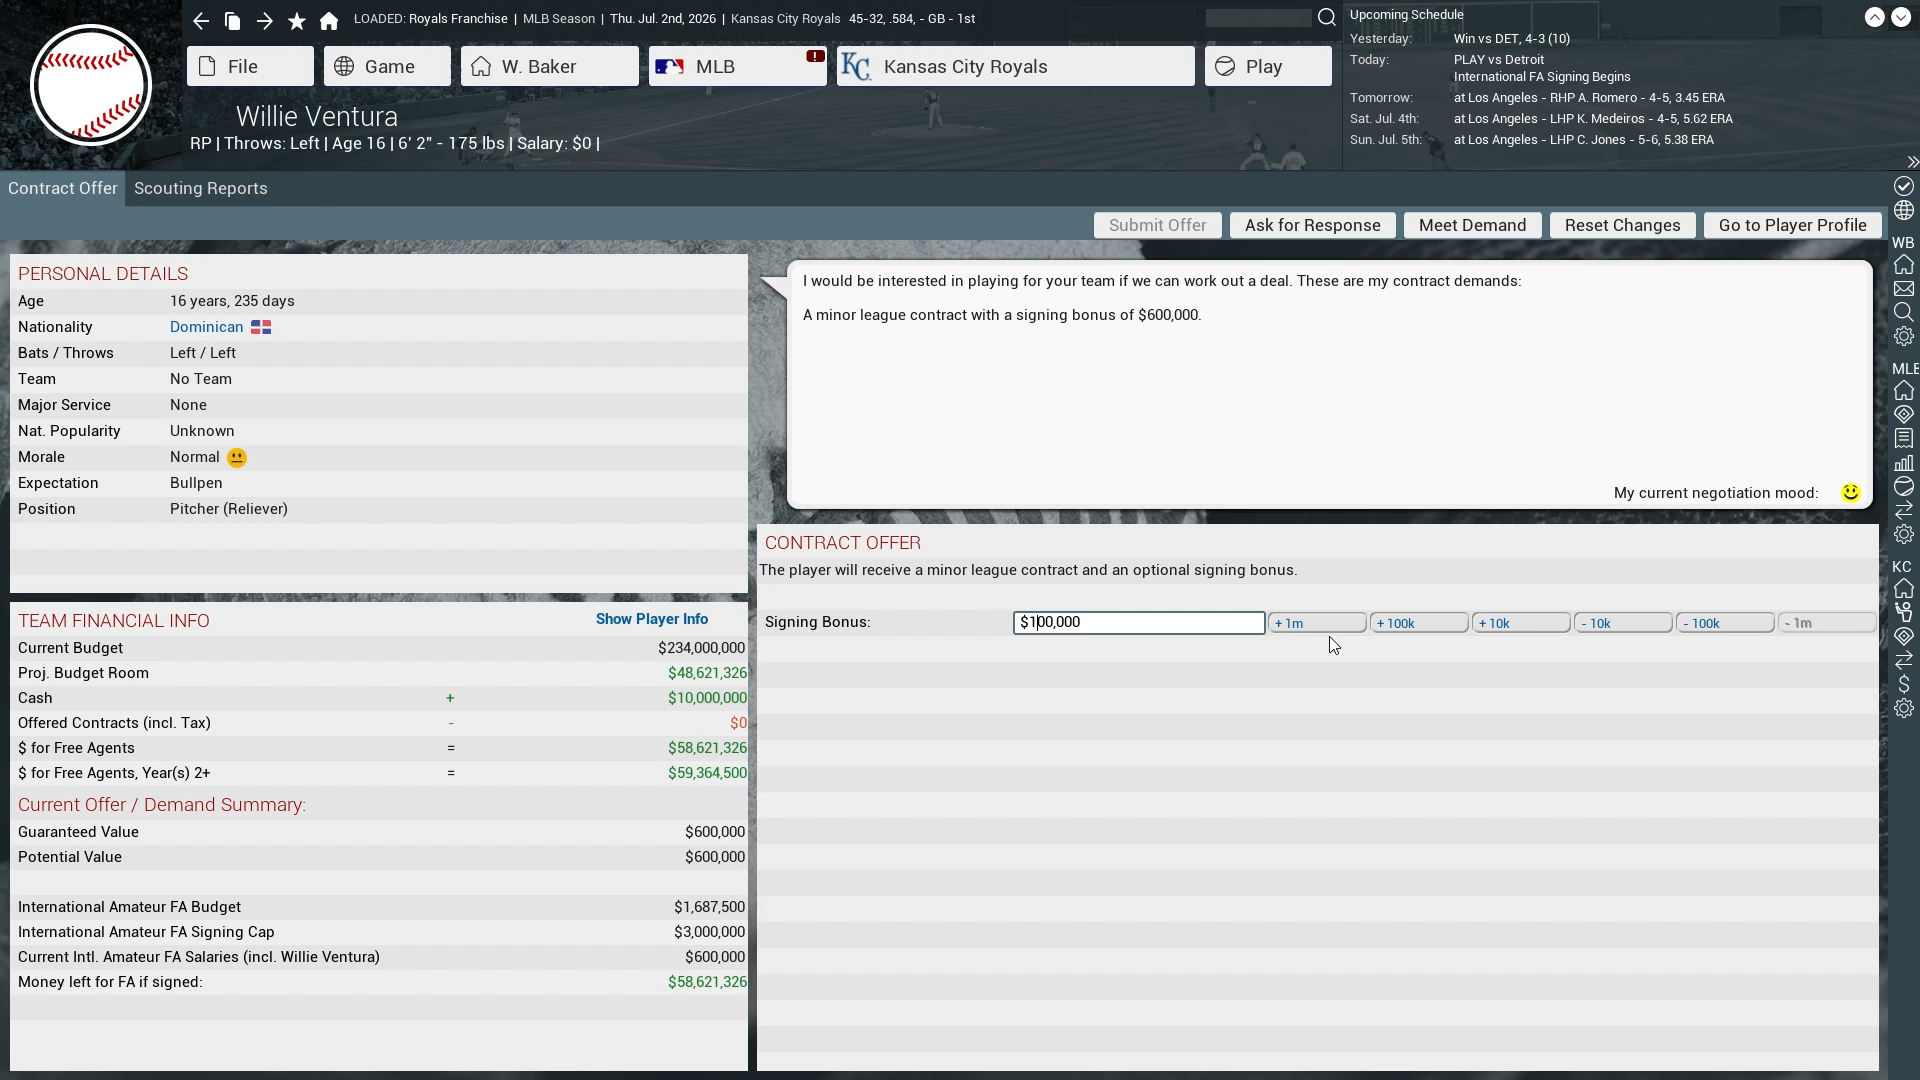 LOADED: Royals Franchise | MLB Season | Thu. Jul. 2nd, 2026 | Kansas City Royals 45-32, .584, - GB - 1st
File
Game
W. Baker
MLB
!
Kansas City Royals
Play
Willie Ventura
RP | Throws: Left | Age 16 | 6' 2" - 175 lbs | Salary: $0 |
Upcoming Schedule
Yesterday: Win vs DET, 4-3 (10)
Today: PLAY vs Detroit
International FA Signing Begins
Tomorrow: at Los Angeles - RHP A. Romero - 4-5, 3.45 ERA
Sat. Jul. 4th: at Los Angeles - LHP K. Medeiros - 4-5, 5.62 ERA
Sun. Jul. 5th: at Los Angeles - LHP C. Jones - 5-6, 5.38 ERA
Contract Offer
Scouting Reports
Submit Offer
Ask for Response
Meet Demand
Reset Changes
Go to Player Profile
PERSONAL DETAILS
Age 16 years, 235 days
Nationality Dominican
Bats / Throws Left / Left
Team No Team
Major Service None
Nat. Popularity Unknown
Morale Normal
Expectation Bullpen
Position Pitcher (Reliever)
TEAM FINANCIAL INFO Show Player Info
Current Budget $234,000,000
Proj. Budget Room $48,621,326
Cash + $10,000,000
Offered Contracts (incl. Tax) - $0
$ for Free Agents = $58,621,326
$ for Free Agents, Year(s) 2+ = $59,364,500
Current Offer / Demand Summary:
Guaranteed Value $600,000
Potential Value $600,000
International Amateur FA Budget $1,687,500
International Amateur FA Signing Cap $3,000,000
Current Intl. Amateur FA Salaries (incl. Willie Ventura) $600,000
Money left for FA if signed: $58,621,326
I would be interested in playing for your team if we can work out a deal. These are my contract demands:
A minor league contract with a signing bonus of $600,000.
My current negotiation mood:
CONTRACT OFFER
The player will receive a minor league contract and an optional signing bonus.
Signing Bonus: $100,000 + 1m + 100k + 10k - 10k - 100k - 1m
WB
MLB
KC